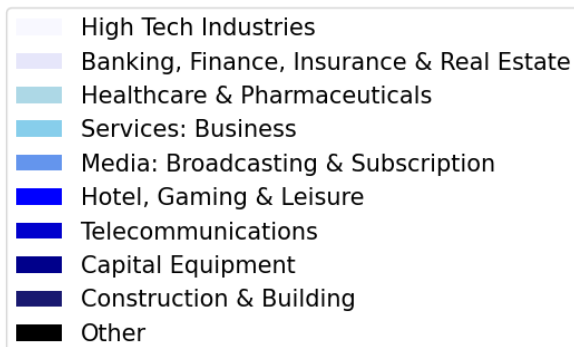 High Tech Industries
Banking, Finance, Insurance & Real Estate
Healthcare & Pharmaceuticals
Services: Business
Media: Broadcasting & Subscription
Hotel, Gaming & Leisure
Telecommunications
Capital Equipment
Construction & Building
Other